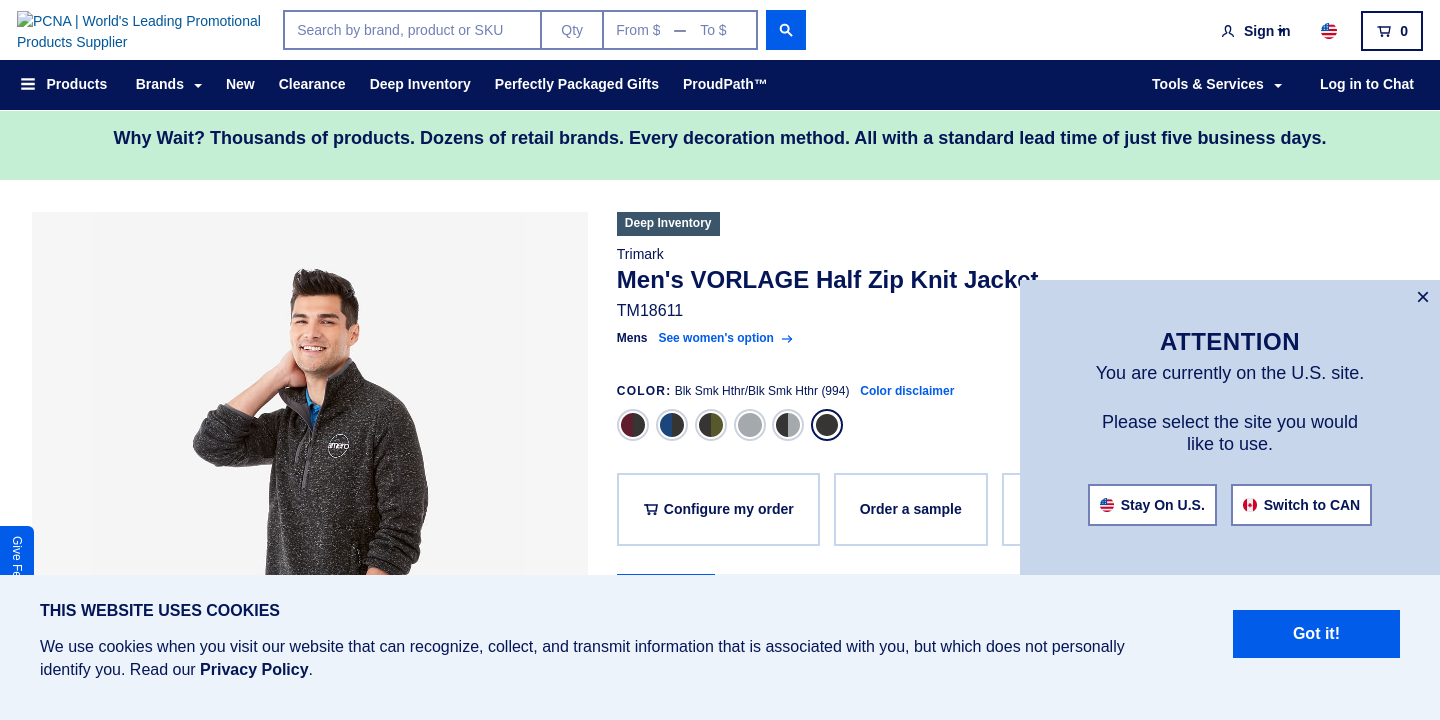 PCNA | World's Leading Promotional
Products Supplier
Search by brand, product or SKU
Qty
From $
To $
Sign in
0
Products
Brands
New
Clearance
Deep Inventory
Perfectly Packaged Gifts
ProudPath™
Tools & Services
Log in to Chat
Why Wait? Thousands of products. Dozens of retail brands. Every decoration method. All with a standard lead time of just five business days.
Deep Inventory
Trimark
Men's VORLAGE Half Zip Knit Jacket
TM18611
Mens See women's option
COLOR: Blk Smk Hthr/Blk Smk Hthr (994) Color disclaimer
Configure my order
Order a sample
amero
ATTENTION
You are currently on the U.S. site.
Please select the site you would
like to use.
Stay On U.S.
Switch to CAN
Give Fe
THIS WEBSITE USES COOKIES
We use cookies when you visit our website that can recognize, collect, and transmit information that is associated with you, but which does not personally
identify you. Read our Privacy Policy.
Got it!